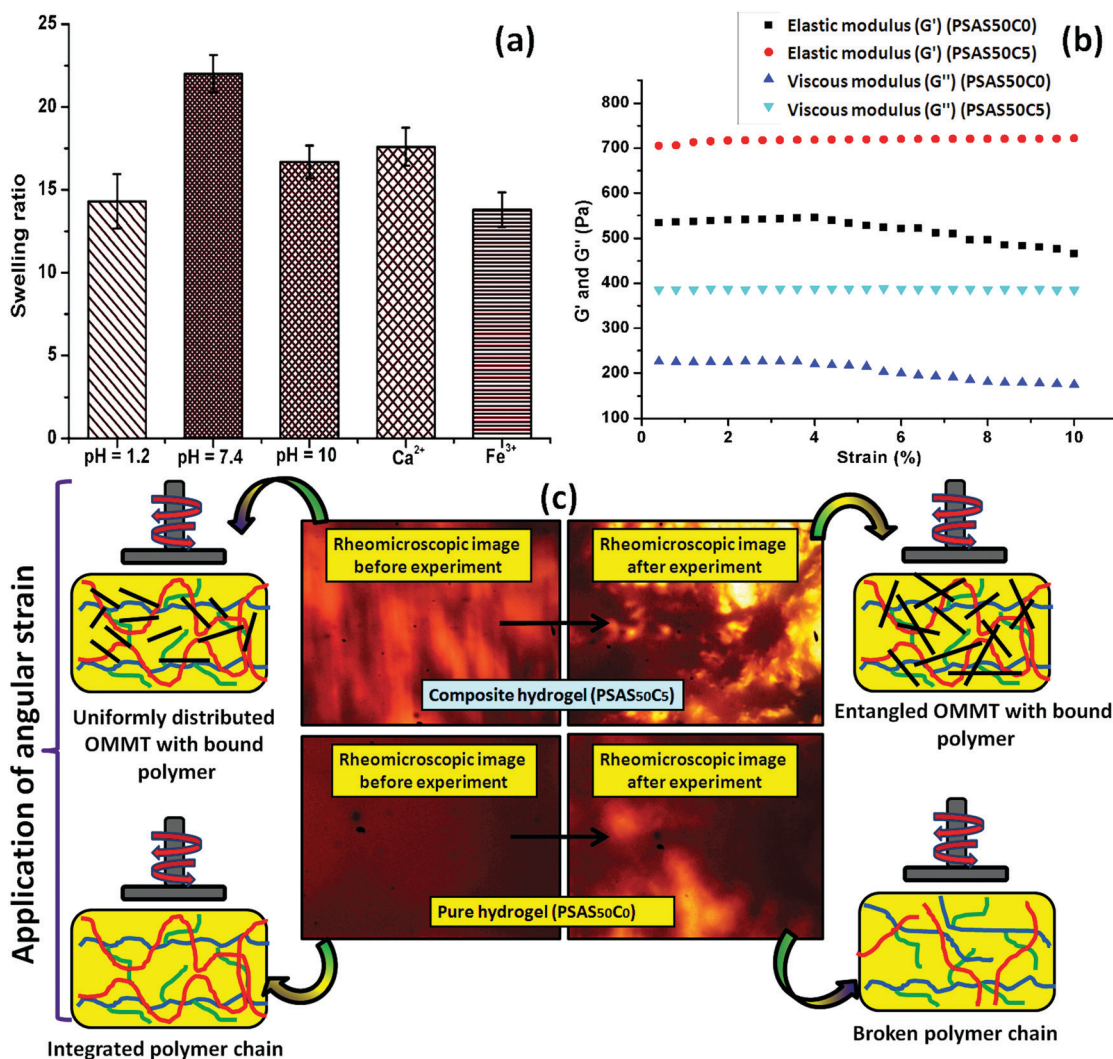 (a)
Swelling ratio
25
20
15
10
5
0
pH = 1.2
pH = 7.4
pH = 10
Ca²⁺
Fe³⁺
(b)
Elastic modulus (G') (PSAS50C0)
Elastic modulus (G') (PSAS50C5)
Viscous modulus (G'') (PSAS50C0)
Viscous modulus (G'') (PSAS50C5)
G' and G'' (Pa)
800
700
600
500
400
300
200
100
0
2
4
6
8
10
Strain (%)
(c)
Application of angular strain
Rheomicroscopic image
before experiment
Rheomicroscopic image
after experiment
Composite hydrogel (PSAS50C5)
Uniformly distributed
OMMT with bound
polymer
Entangled OMMT with bound
polymer
Rheomicroscopic image
before experiment
Rheomicroscopic image
after experiment
Pure hydrogel (PSAS50C0)
Integrated polymer chain
Broken polymer chain